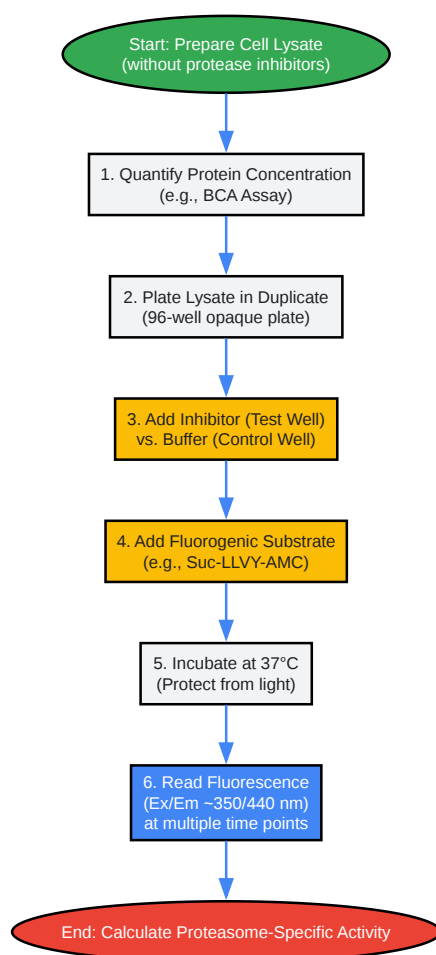 Start: Prepare Cell Lysate
(without protease inhibitors)
1. Quantify Protein Concentration
(e.g., BCA Assay)
2. Plate Lysate in Duplicate
(96-well opaque plate)
3. Add Inhibitor (Test Well)
vs. Buffer (Control Well)
4. Add Fluorogenic Substrate
(e.g., Suc-LLVY-AMC)
5. Incubate at 37°C
(Protect from light)
6. Read Fluorescence
(Ex/Em ~350/440 nm)
at multiple time points
End: Calculate Proteasome-Specific Activity